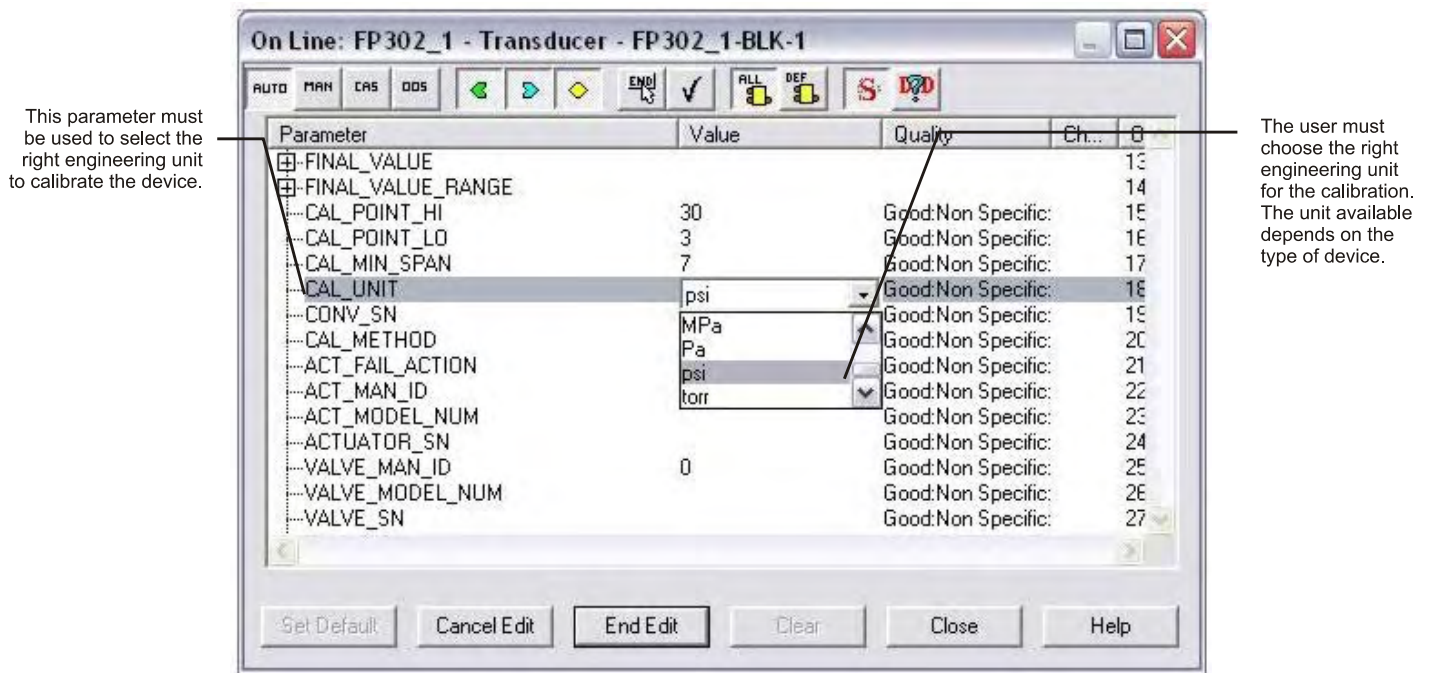 On Line: FP302_1 - Transducer - FP302_1-BLK-1
AUTO MAN CAS OOS END ALL DEF S D?D
This parameter must
be used to select the
right engineering unit
to calibrate the device.
Parameter Value Quality Ch... O
FINAL_VALUE 13
FINAL_VALUE_RANGE 14
CAL_POINT_HI 30 Good:Non Specific: 15
CAL_POINT_LO 3 Good:Non Specific: 16
CAL_MIN_SPAN 7 Good:Non Specific: 17
CAL_UNIT psi Good:Non Specific: 18
CONV_SN Good:Non Specific: 19
CAL_METHOD Good:Non Specific: 20
ACT_FAIL_ACTION Good:Non Specific: 21
ACT_MAN_ID Good:Non Specific: 22
ACT_MODEL_NUM Good:Non Specific: 23
ACTUATOR_SN Good:Non Specific: 24
VALVE_MAN_ID 0 Good:Non Specific: 25
VALVE_MODEL_NUM Good:Non Specific: 26
VALVE_SN Good:Non Specific: 27
MPa
Pa
psi
torr
The user must
choose the right
engineering unit
for the calibration.
The unit available
depends on the
type of device.
Set Default Cancel Edit End Edit Clear Close Help